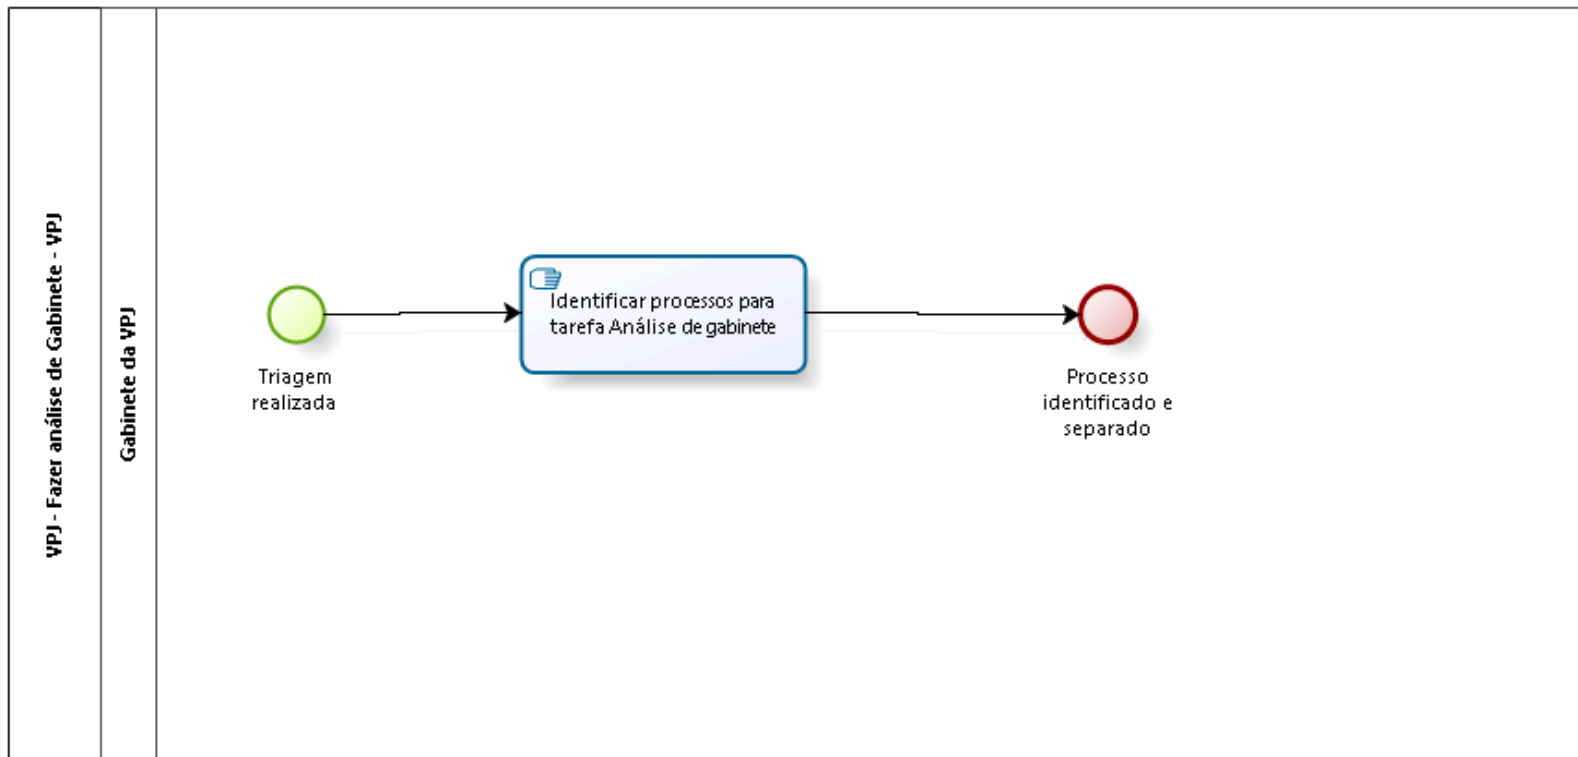 VPJ - Fazer análise de Gabinete - VPJ
Gabinete da VPJ
Triagem
realizada
Identificar processos para
tarefa Análise de gabinete
Processo
identificado e
separado